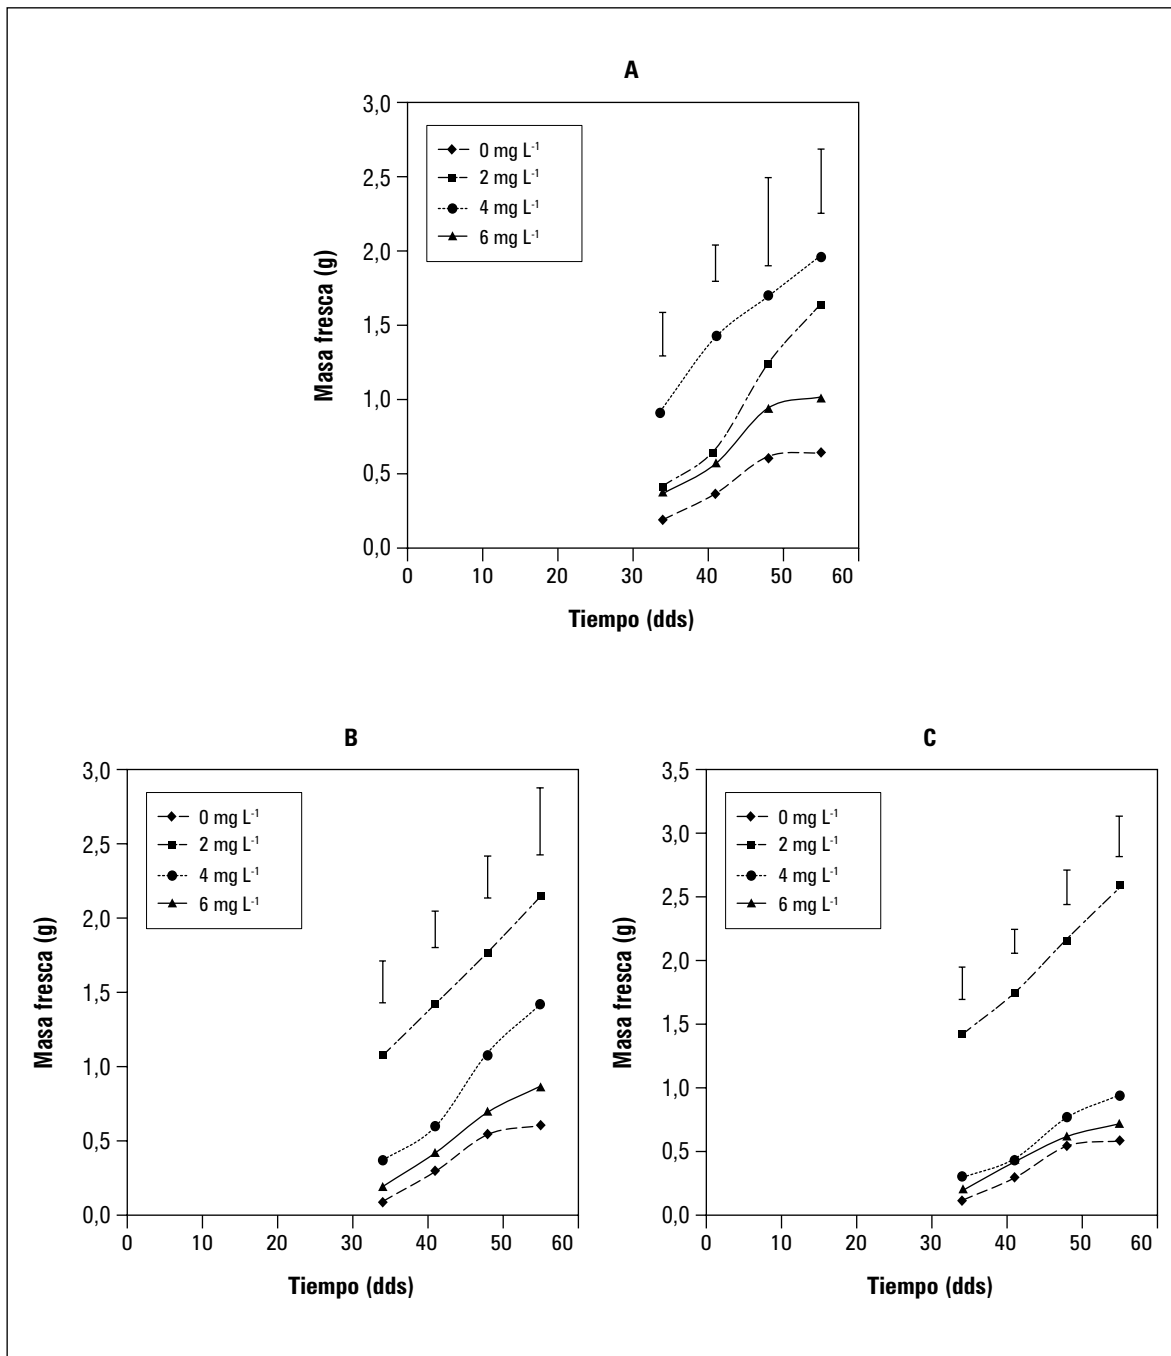 A
3,0
2,5
2,0
1,5
1,0
0,5
0,0
Masa fresca (g)
0 mg L⁻¹
2 mg L⁻¹
4 mg L⁻¹
6 mg L⁻¹
0 10 20 30 40 50 60
Tiempo (dds)
B
3,0
2,5
2,0
1,5
1,0
0,5
0,0
Masa fresca (g)
0 mg L⁻¹
2 mg L⁻¹
4 mg L⁻¹
6 mg L⁻¹
0 10 20 30 40 50 60
Tiempo (dds)
C
3,5
3,0
2,5
2,0
1,5
1,0
0,5
0,0
Masa fresca (g)
0 mg L⁻¹
2 mg L⁻¹
4 mg L⁻¹
6 mg L⁻¹
0 10 20 30 40 50 60
Tiempo (dds)